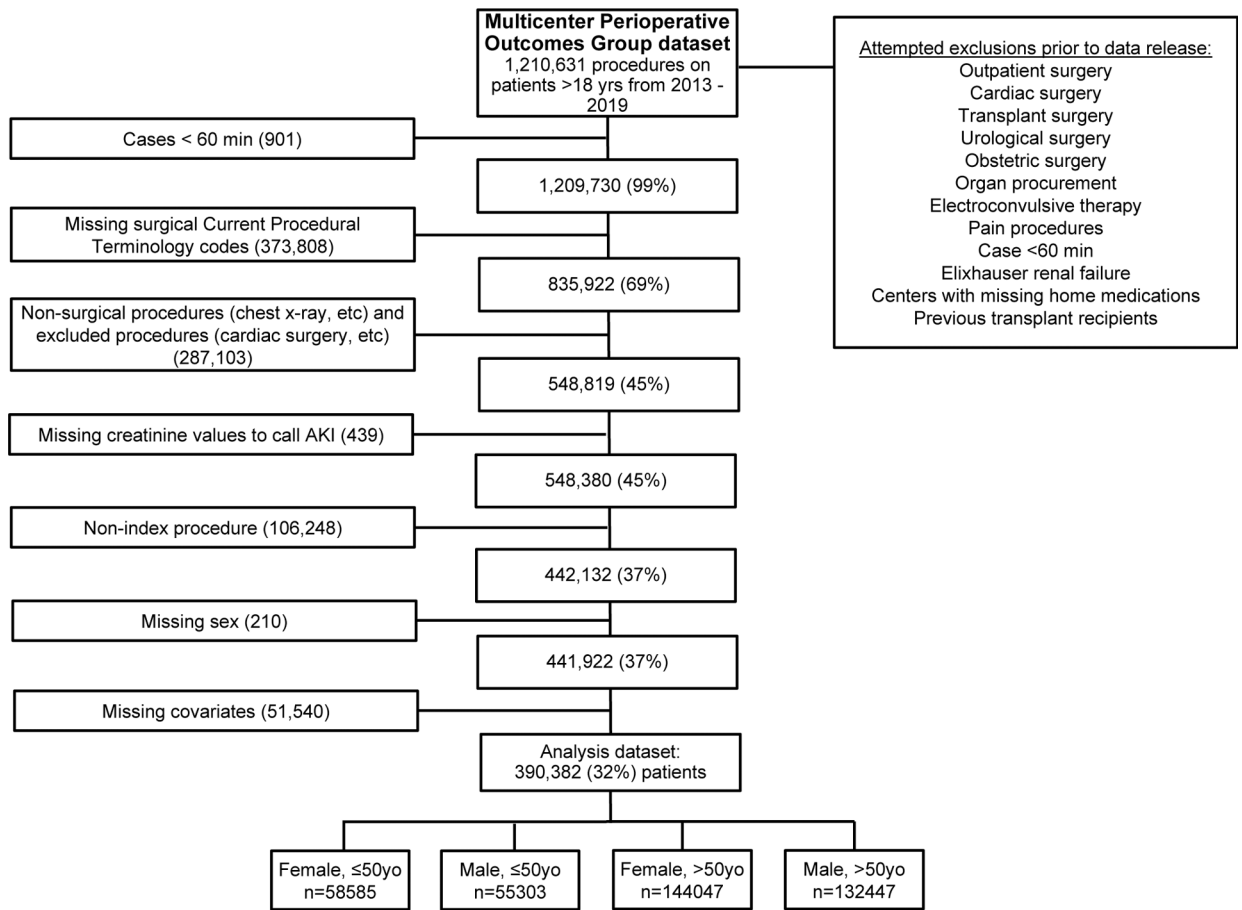 Multicenter Perioperative
Outcomes Group dataset
1,210,631 procedures on
patients >18 yrs from 2013 -
2019
Attempted exclusions prior to data release:
Outpatient surgery
Cardiac surgery
Transplant surgery
Urological surgery
Obstetric surgery
Organ procurement
Electroconvulsive therapy
Pain procedures
Case <60 min
Elixhauser renal failure
Centers with missing home medications
Previous transplant recipients
Cases < 60 min (901)
1,209,730 (99%)
Missing surgical Current Procedural
Terminology codes (373,808)
835,922 (69%)
Non-surgical procedures (chest x-ray, etc) and
excluded procedures (cardiac surgery, etc)
(287,103)
548,819 (45%)
Missing creatinine values to call AKI (439)
548,380 (45%)
Non-index procedure (106,248)
442,132 (37%)
Missing sex (210)
441,922 (37%)
Missing covariates (51,540)
Analysis dataset:
390,382 (32%) patients
Female, ≤50yo
n=58585
Male, ≤50yo
n=55303
Female, >50yo
n=144047
Male, >50yo
n=132447